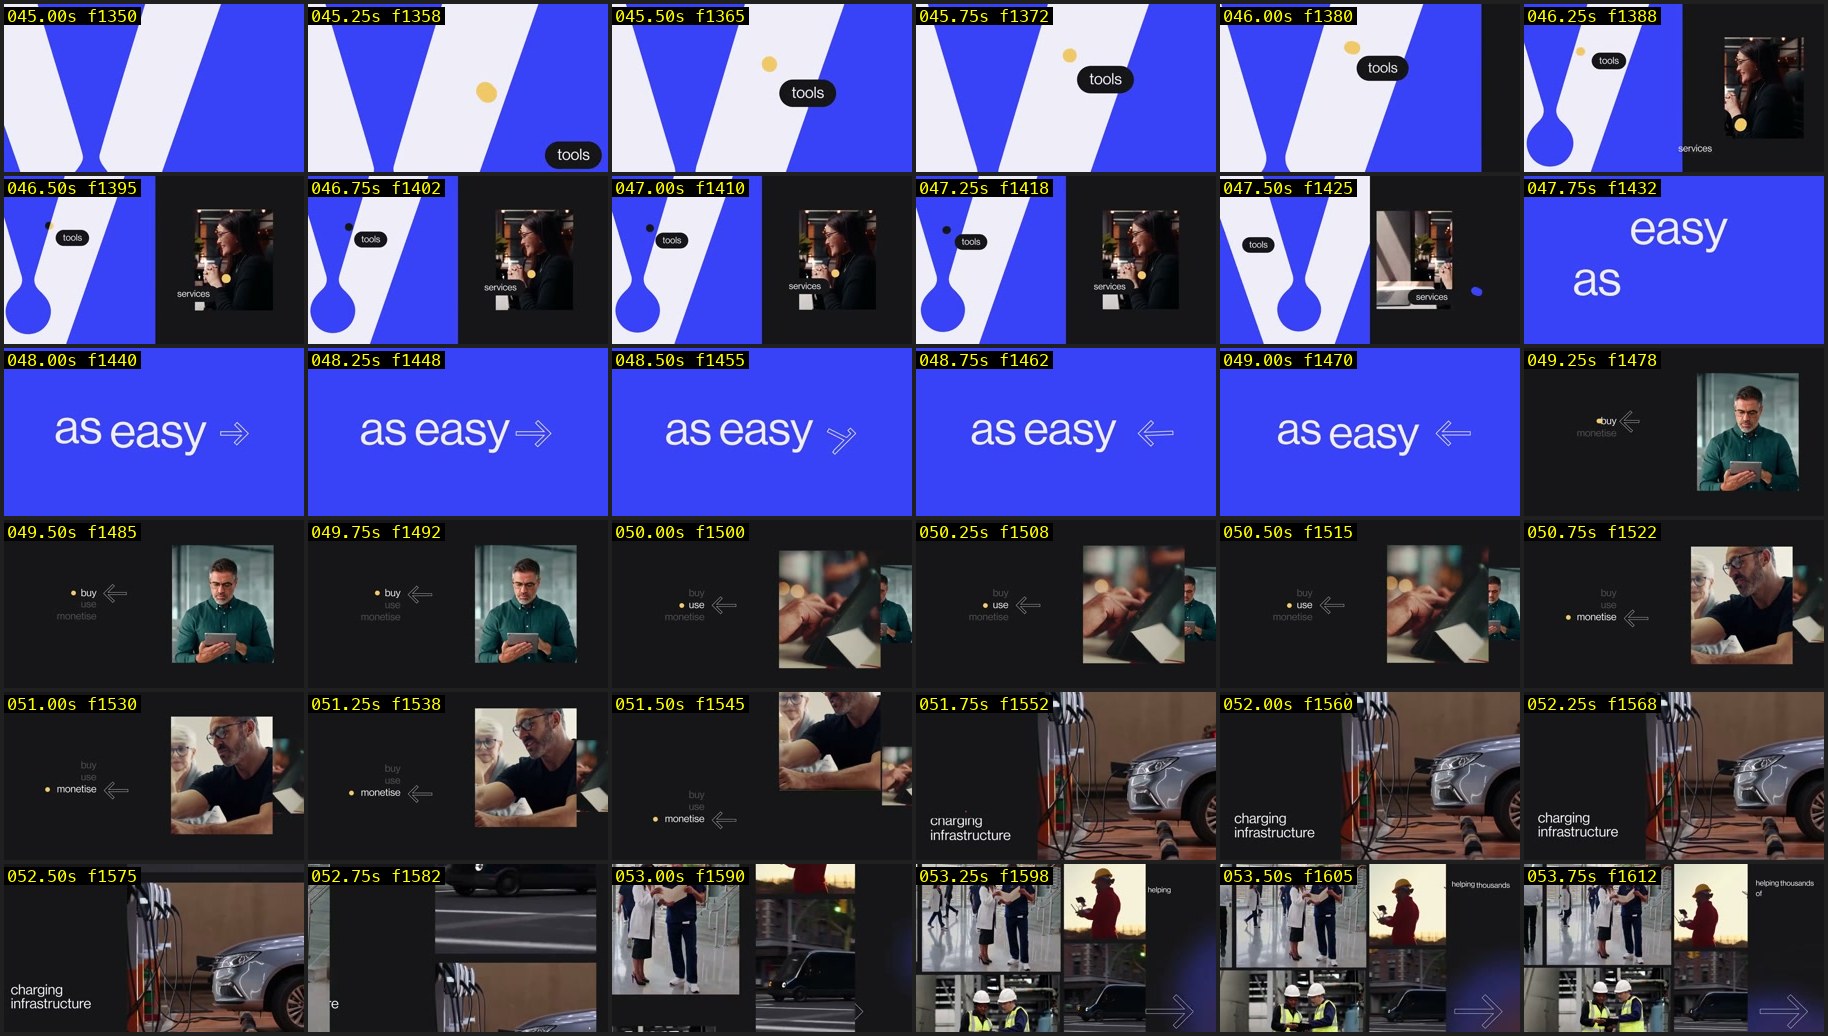 045.00s f1350
045.25s f1358
tools
045.50s f1365
tools
045.75s f1372
tools
046.00s f1380
tools
046.25s f1388
tools
services
046.50s f1395
tools
services
046.75s f1402
tools
services
047.00s f1410
tools
services
047.25s f1418
tools
services
047.50s f1425
tools
services
047.75s f1432
easy
as
048.00s f1440
as easy
048.25s f1448
as easy
048.50s f1455
as easy
048.75s f1462
as easy
049.00s f1470
as easy
049.25s f1478
buy
monetise
049.50s f1485
buy
use
monetise
049.75s f1492
buy
use
monetise
050.00s f1500
buy
use
monetise
050.25s f1508
buy
use
monetise
050.50s f1515
buy
use
monetise
050.75s f1522
buy
use
monetise
051.00s f1530
buy
use
monetise
051.25s f1538
buy
use
monetise
051.50s f1545
buy
use
monetise
051.75s f1552
charging
infrastructure
052.00s f1560
charging
infrastructure
052.25s f1568
charging
infrastructure
052.50s f1575
charging
infrastructure
052.75s f1582
re
053.00s f1590
053.25s f1598
helping
053.50s f1605
helping thousands
053.75s f1612
helping thousands
of